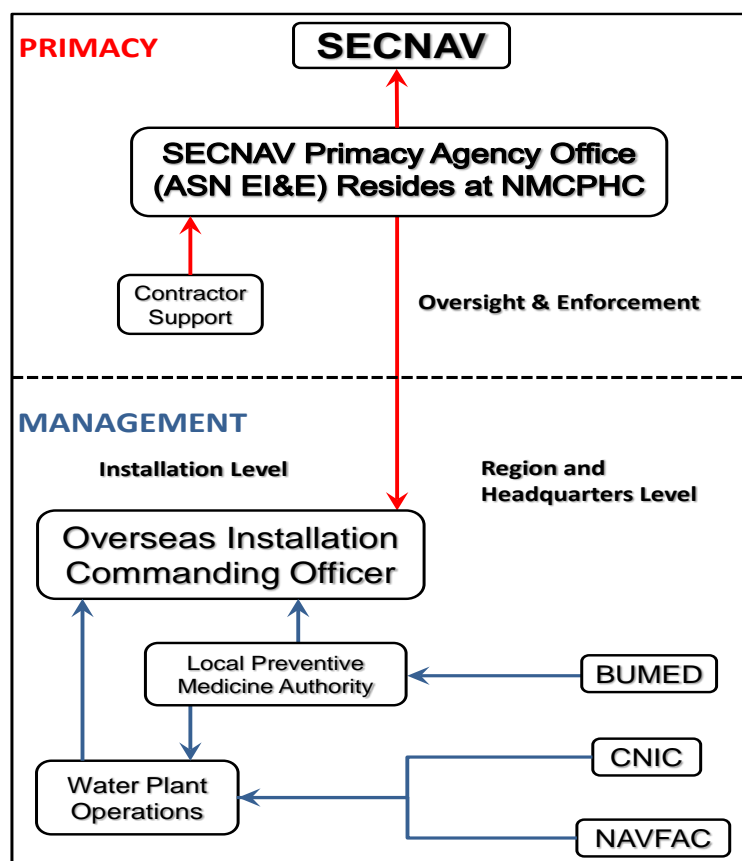 PRIMACY
SECNAV
SECNAV Primacy Agency Office
(ASN EI&E) Resides at NMCPHC
Contractor
Support
Oversight & Enforcement
MANAGEMENT
Installation Level
Region and
Headquarters Level
Overseas Installation
Commanding Officer
Local Preventive
Medicine Authority
BUMED
CNIC
Water Plant
Operations
NAVFAC